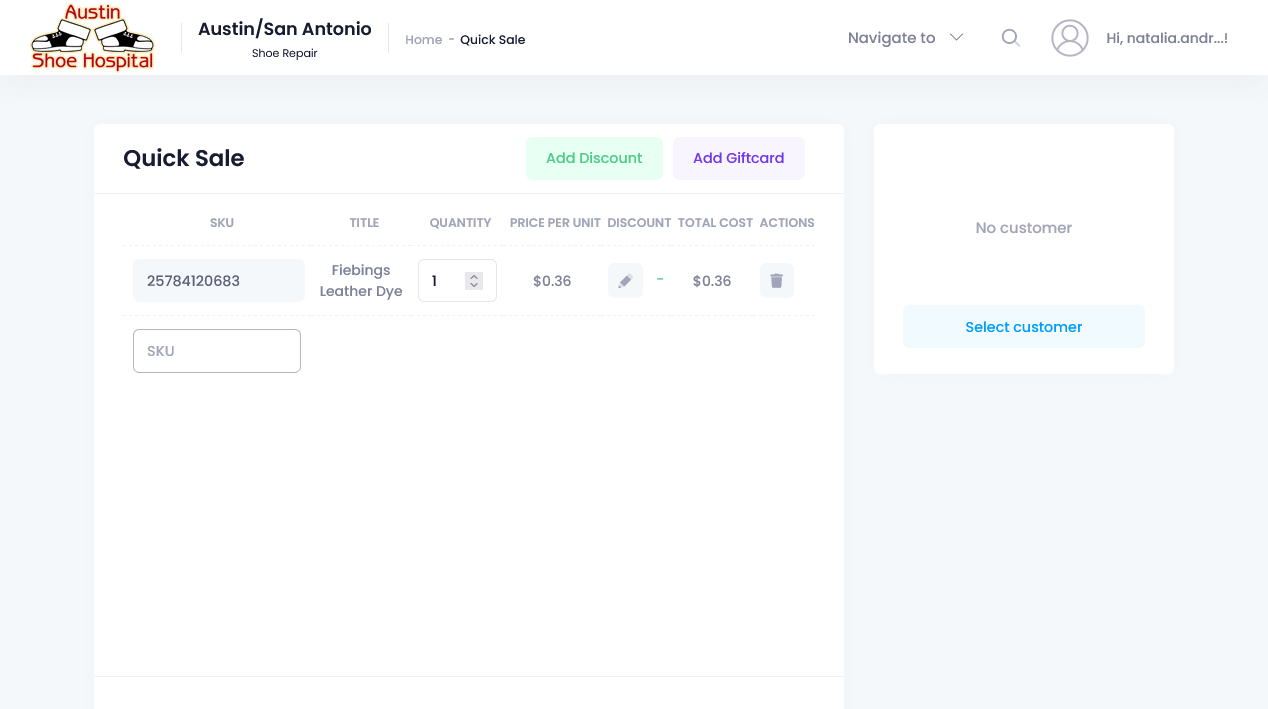 Austin
Shoe Hospital
Austin/San Antonio
Shoe Repair
Home - Quick Sale
Navigate to
Hi, natalia.andr...!
Quick Sale
Add Discount
Add Giftcard
SKU TITLE QUANTITY PRICE PER UNIT DISCOUNT TOTAL COST ACTIONS
25784120683
Fiebings
Leather Dye
1
$0.36
-
$0.36
SKU
No customer
Select customer